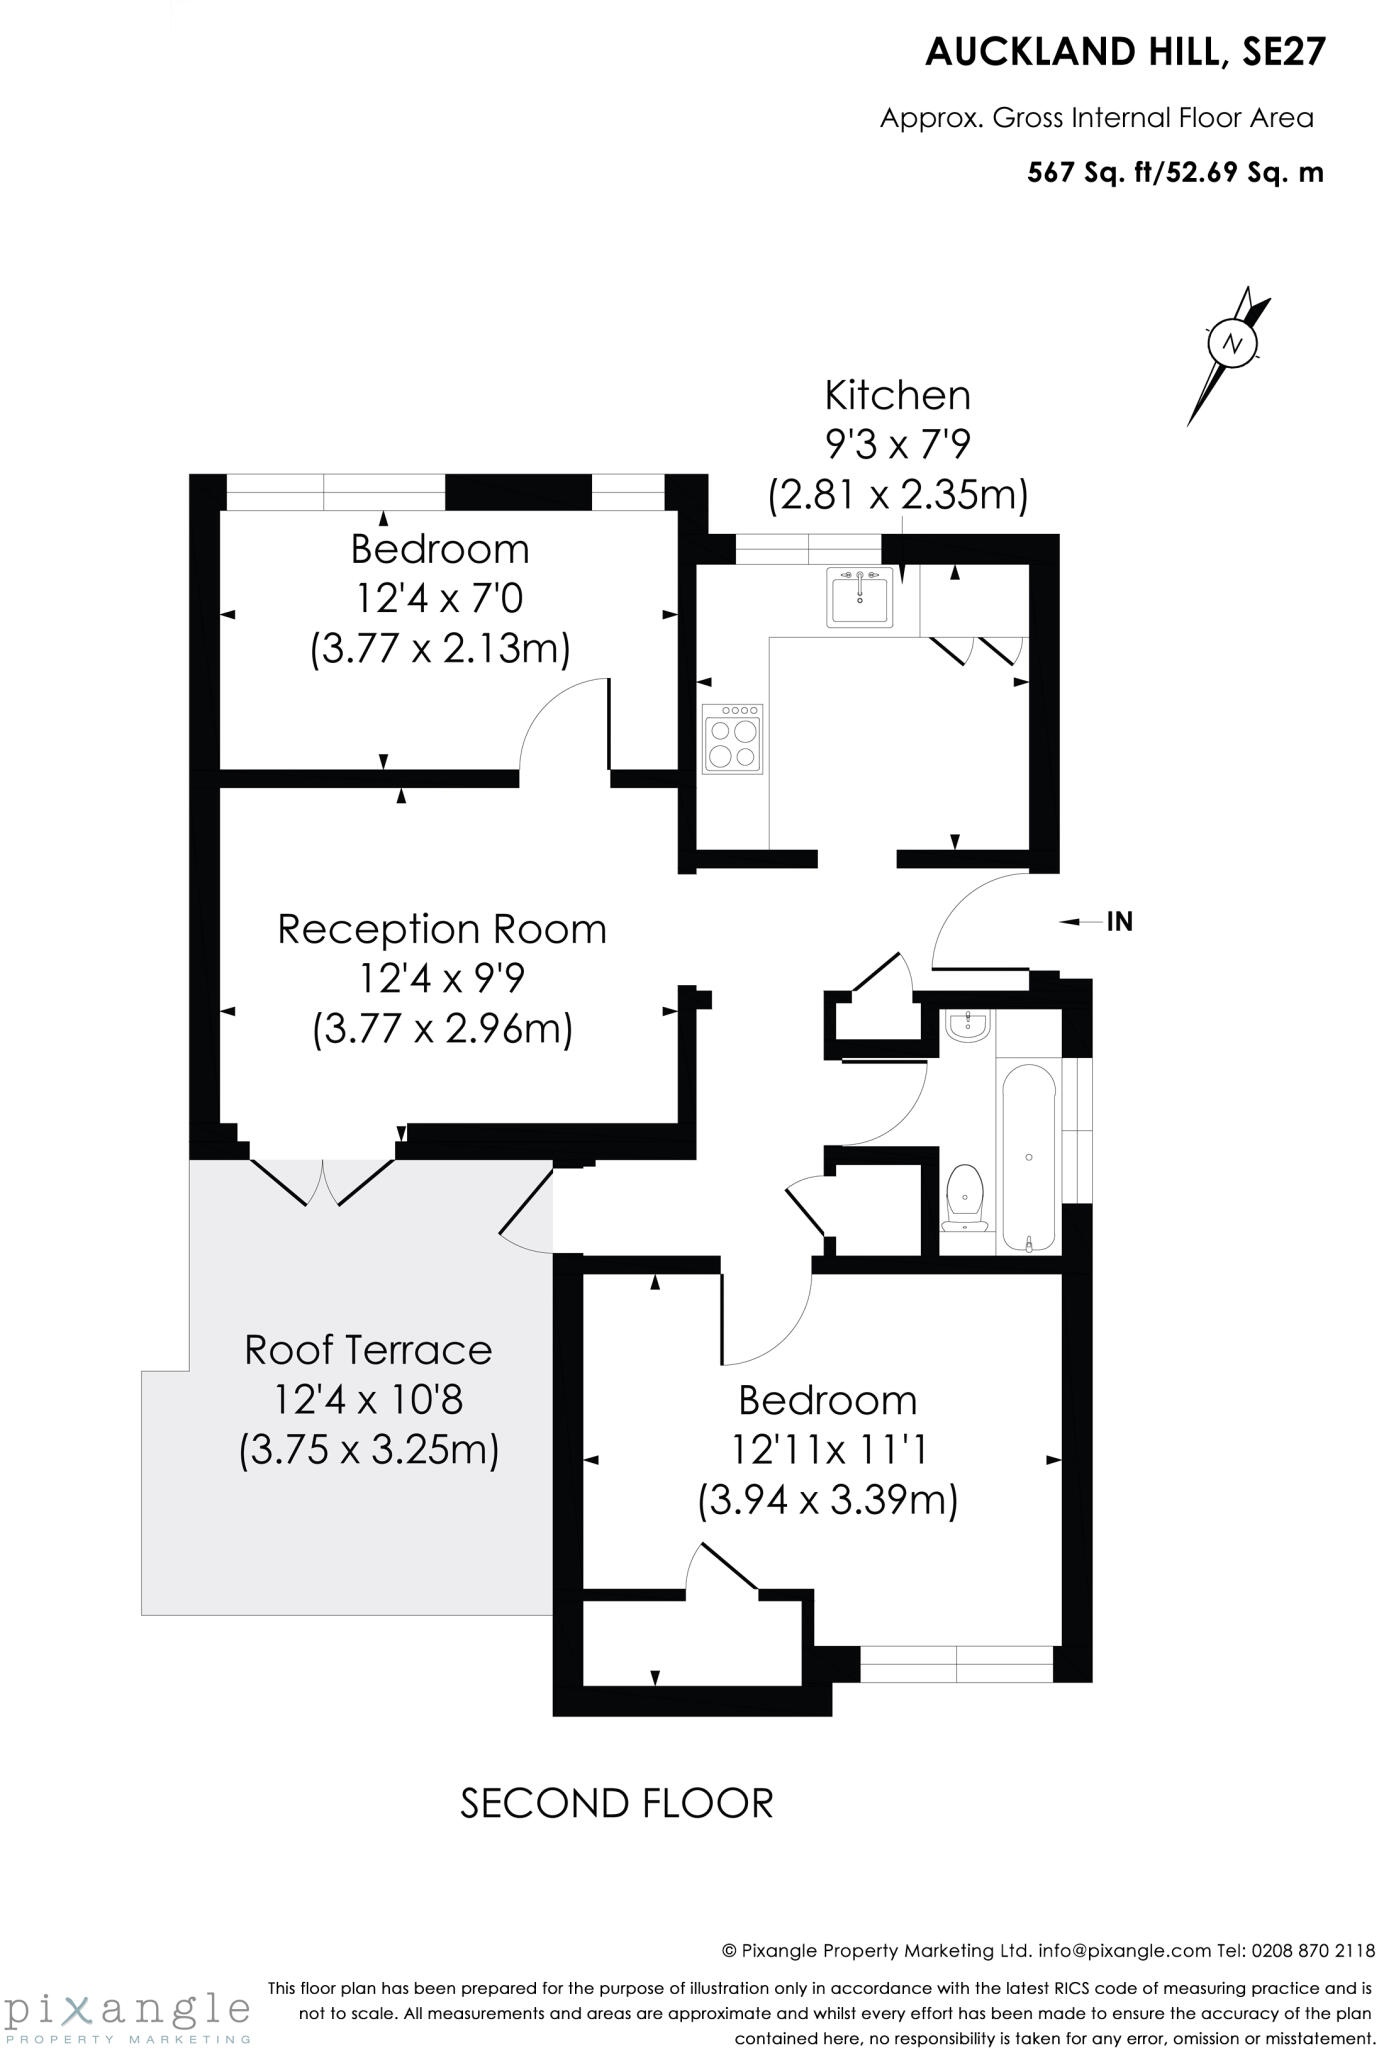 AUCKLAND HILL, SE27
Approx. Gross Internal Floor Area
567 Sq. ft/52.69 Sq. m
N
Kitchen
9'3 x 7'9
(2.81 x 2.35m)
Bedroom
12'4 x 7'0
(3.77 x 2.13m)
Reception Room
12'4 x 9'9
(3.77 x 2.96m)
IN
Roof Terrace
12'4 x 10'8
(3.75 x 3.25m)
Bedroom
12'11x 11'1
(3.94 x 3.39m)
SECOND FLOOR
© Pixangle Property Marketing Ltd. info@pixangle.com Tel: 0208 870 2118
This floor plan has been prepared for the purpose of illustration only in accordance with the latest RICS code of measuring practice and is
not to scale. All measurements and areas are approximate and whilst every effort has been made to ensure the accuracy of the plan
contained here, no responsibility is taken for any error, omission or misstatement.
pixangle
PROPERTY MARKETING